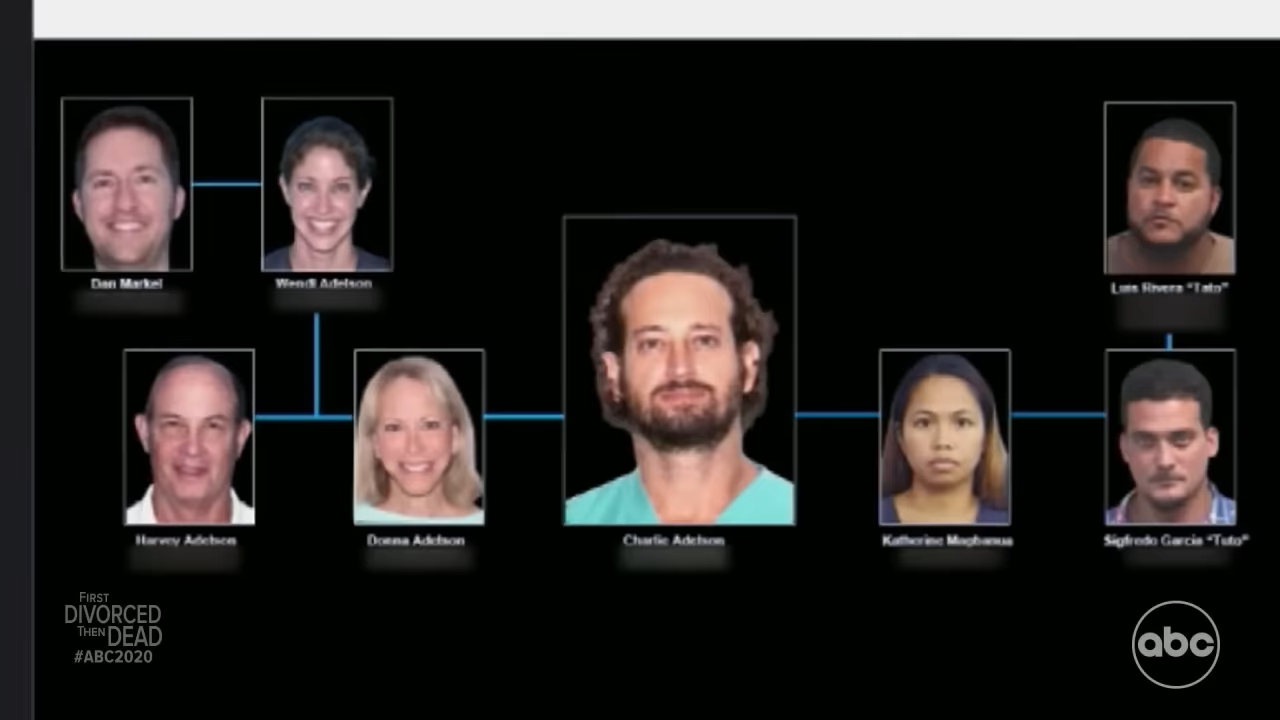 Dan Markel
Wendi Adelson
Luis Rivera "Tato"
Harvey Adelson
Donna Adelson
Charlie Adelson
Katherine Magbanua
Sigfredo Garcia "Tuto"
FIRST
DIVORCED
THEN DEAD
#ABC2020
abc